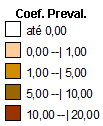 Coef. Preval.
até 0,00
0,00 --| 1,00
1,00 --| 5,00
5,00 --| 10,00
10,00 --| 20,00